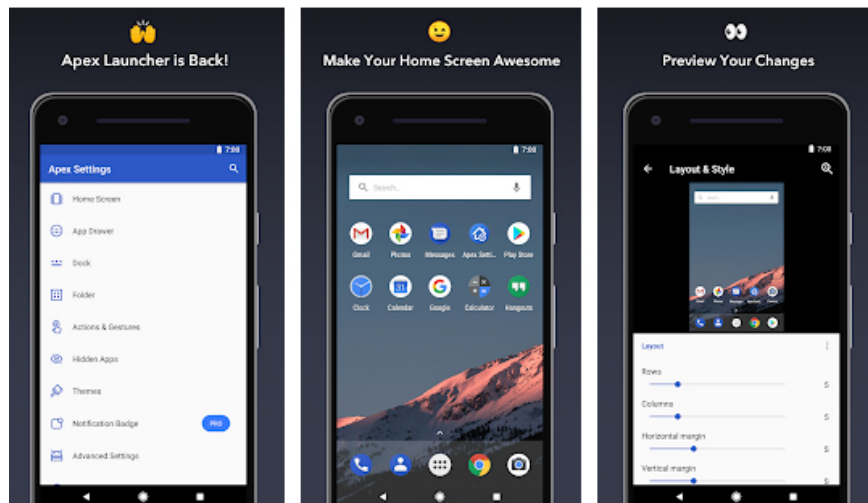 Apex Launcher is Back!
7:00
Apex Settings
Home Screen
App Drawer
Dock
Folder
Actions & Gestures
Hidden Apps
Themes
Notification Badge
PRO
Advanced Settings
Make Your Home Screen Awesome
7:00
Search...
Gmail
Photos
Messages
Apex Setti...
Play Store
Clock
Calendar
31
Google
Calculator
Hangouts
Preview Your Changes
7:00
Layout & Style
Layout
Rows
5
Columns
5
Horizontal margin
5
Vertical margin
5